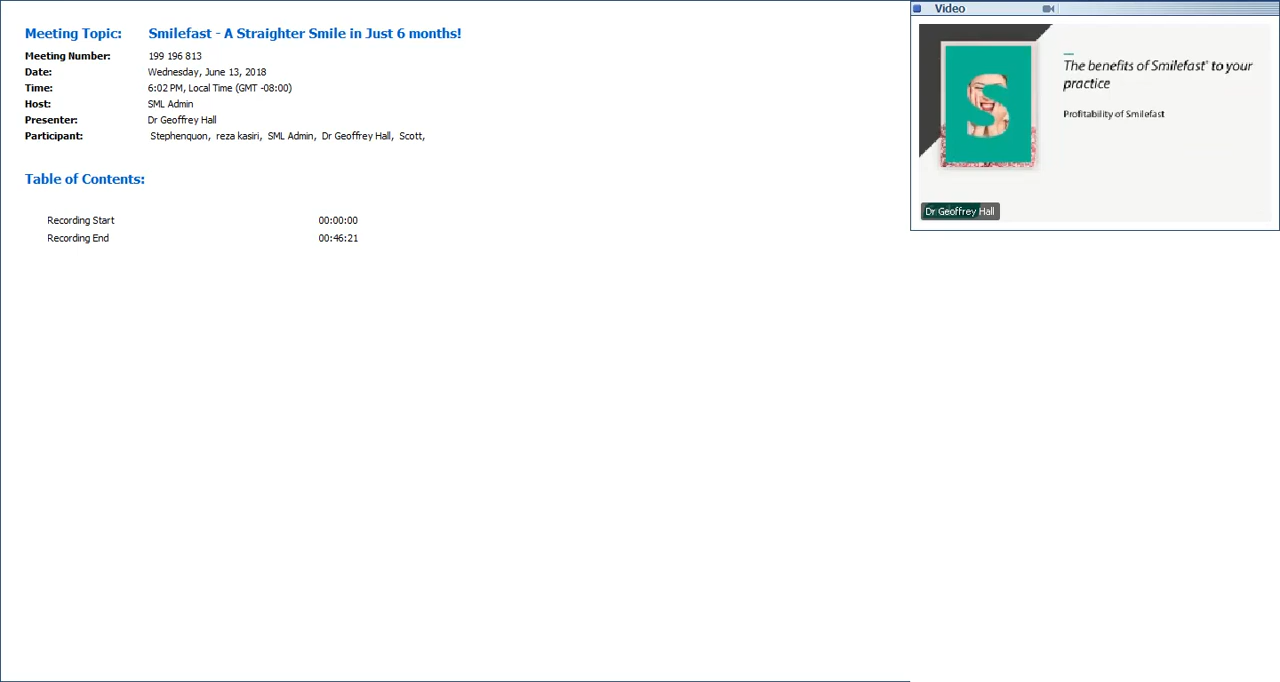 Meeting Topic: Smilefast - A Straighter Smile in Just 6 months!
Meeting Number: 199 196 813
Date: Wednesday, June 13, 2018
Time: 6:02 PM, Local Time (GMT -08:00)
Host: SML Admin
Presenter: Dr Geoffrey Hall
Participant: Stephenquon, reza kasiri, SML Admin, Dr Geoffrey Hall, Scott,
Table of Contents:
Recording Start 00:00:00
Recording End 00:46:21
Video
The benefits of Smilefast® to your
practice
Profitability of Smilefast
S
Dr Geoffrey Hall